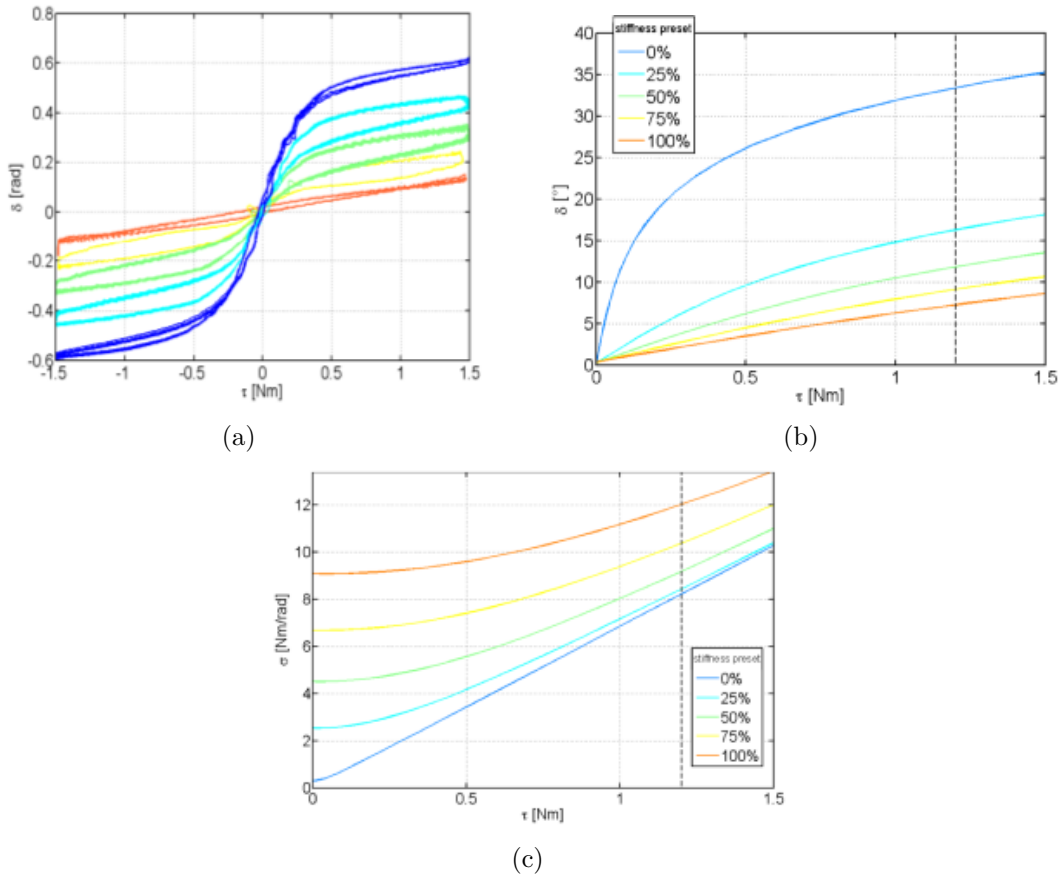 0.8
0.6
0.4
0.2
0
-0.2
-0.4
-0.6
δ [rad]
-1.5 -1 -0.5 0 0.5 1 1.5
τ [Nm]
(a)
stiffness preset
0%
25%
50%
75%
100%
40
35
30
25
20
15
10
5
0
δ [°]
0 0.5 1 1.5
τ [Nm]
(b)
12
10
8
6
4
2
0
σ [Nm/rad]
stiffness preset
0%
25%
50%
75%
100%
0 0.5 1 1.5
τ [Nm]
(c)